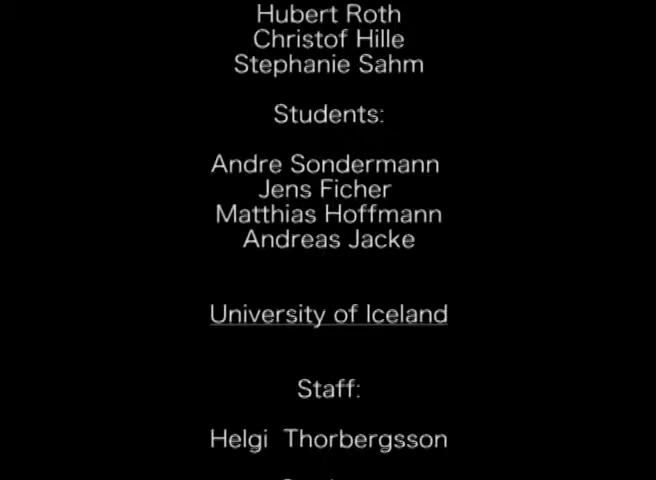 Hubert Roth
Christof Hille
Stephanie Sahm
Students:
Andre Sondermann
Jens Ficher
Matthias Hoffmann
Andreas Jacke
University of Iceland
Staff:
Helgi Thorbergsson